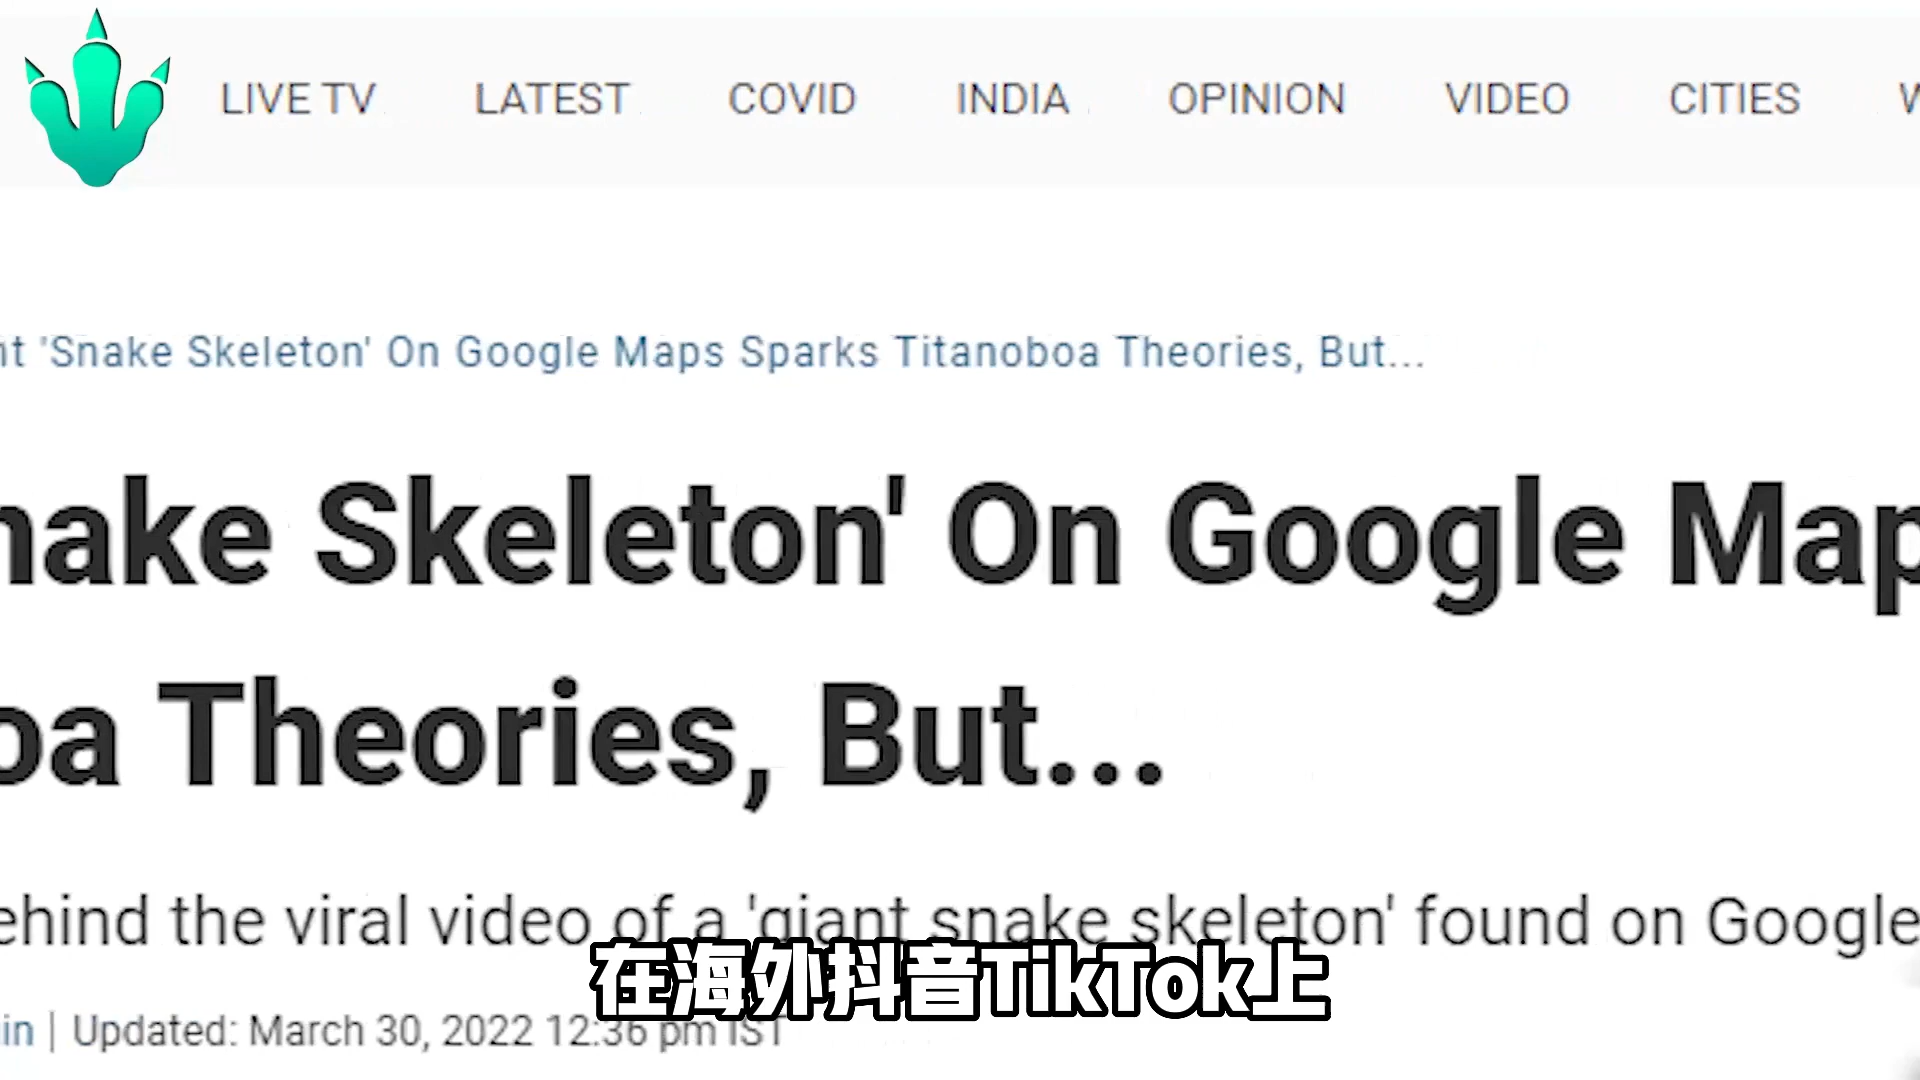 LIVE TV LATEST COVID INDIA OPINION VIDEO CITIES
'Snake Skeleton' On Google Maps Sparks Titanoboa Theories, But...
nake Skeleton' On Google Map
oa Theories, But...
ehind the viral video of a 'giant snake skeleton' found on Google
在海外抖音TikTok上
in | Updated: March 30, 2022 12:36 pm IST